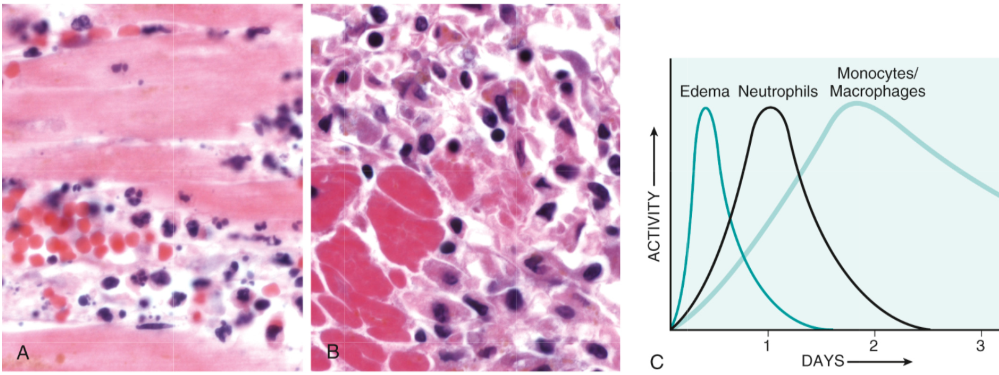 A
B
Monocytes/
Edema Neutrophils Macrophages
ACTIVITY
1 2 3
DAYS
C